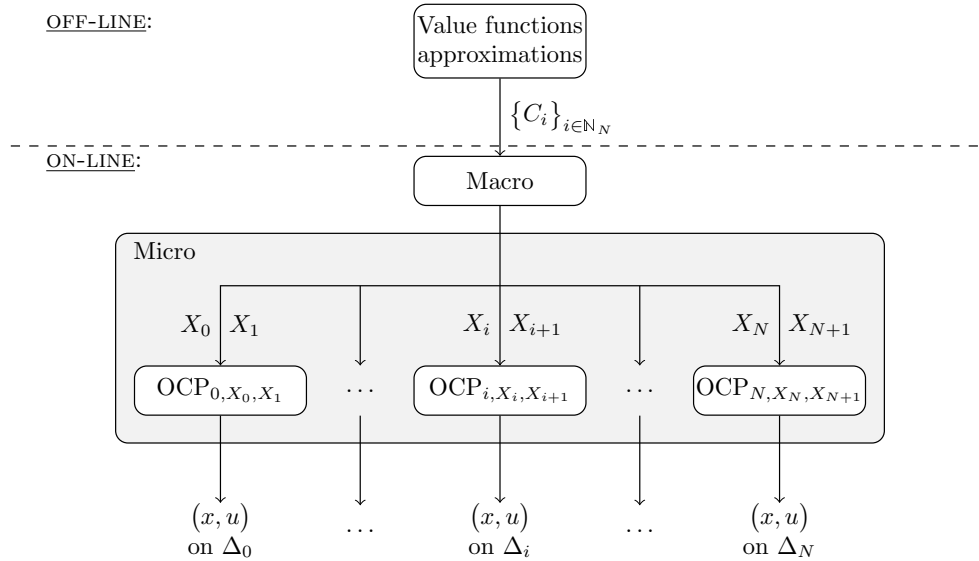 OFF-LINE:
Value functions
approximations
{C_i}_{i∈ℕ_N}
ON-LINE:
Macro
Micro
X_0 X_1 X_i X_{i+1} X_N X_{N+1}
OCP_{0,X_0,X_1} ... OCP_{i,X_i,X_{i+1}} ... OCP_{N,X_N,X_{N+1}}
(x, u) ... (x, u) ... (x, u)
on Δ_0 on Δ_i on Δ_N